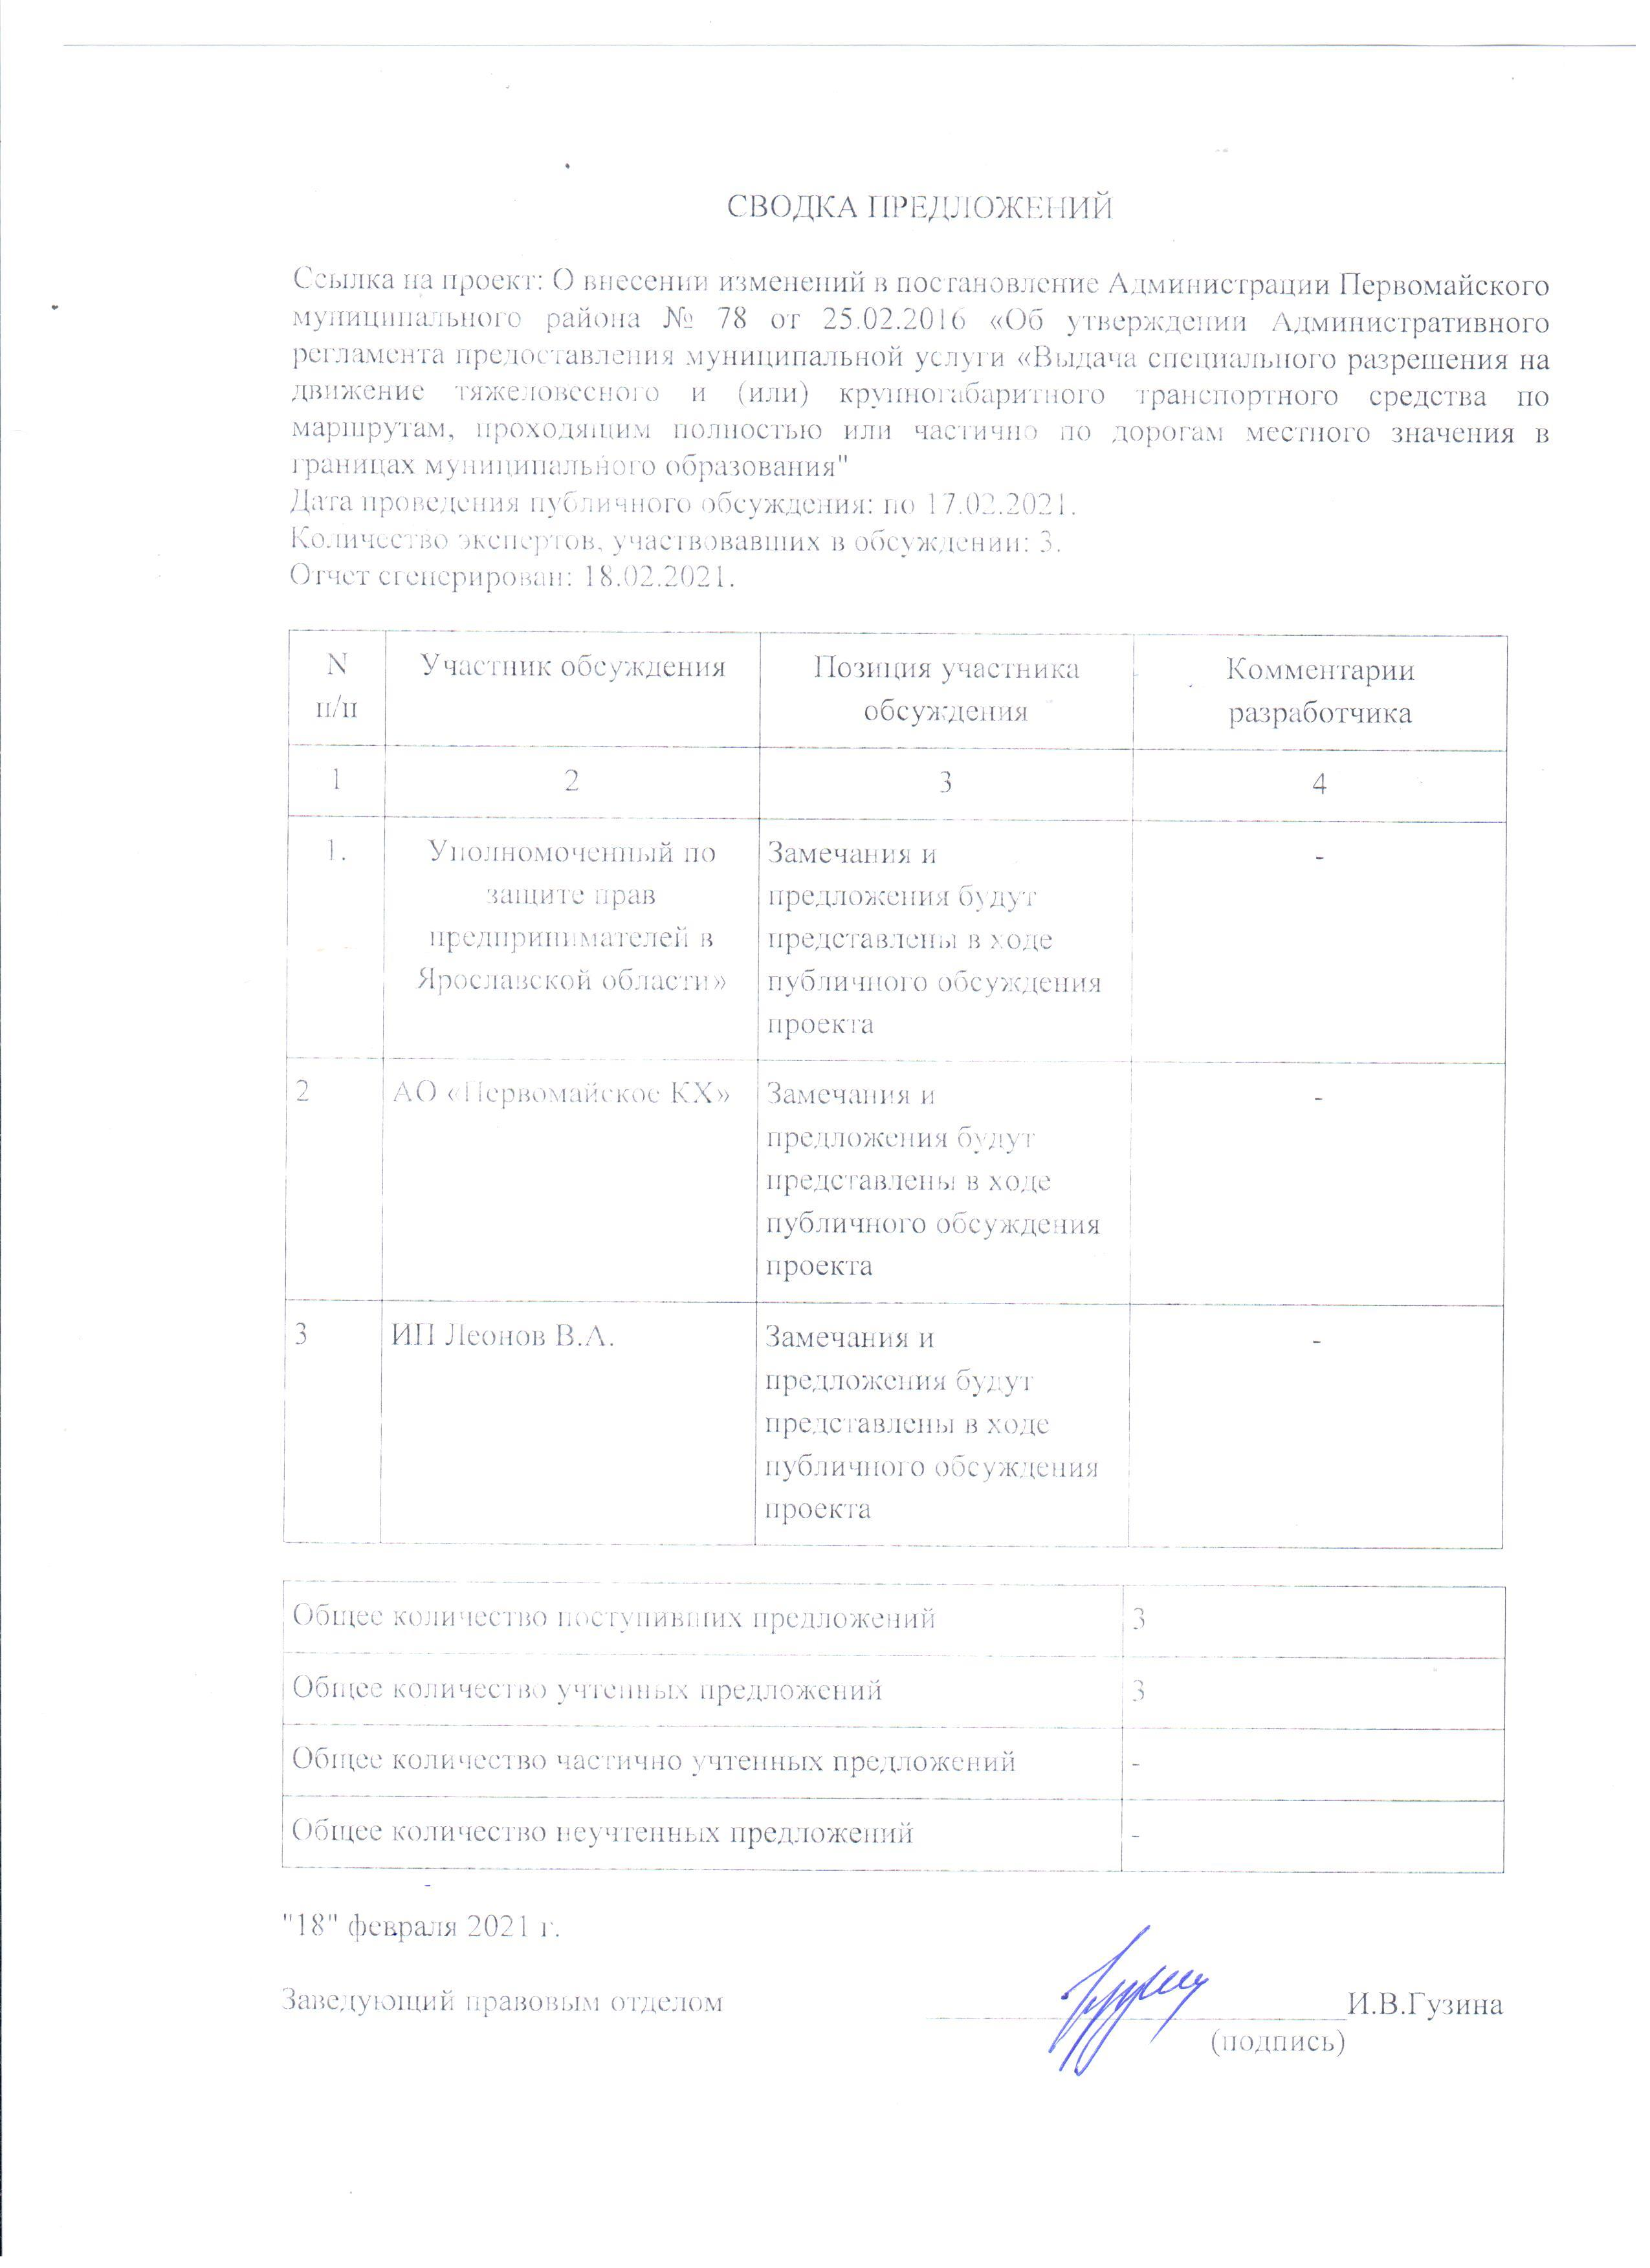 СВОДКА ПРЕДЛОЖЕНИЙ
Ссылка на проект: О внесении изменений в постановление Администрации Первомайского
муниципального района № 78 от 25.02.2016 «Об утверждении Административного
регламента предоставления муниципальной услуги «Выдача специального разрешения на
движение тяжеловесного и (или) крупногабаритного транспортного средства по
маршрутам, проходящим полностью или частично по дорогам местного значения в
границах муниципального образования"
Дата проведения публичного обсуждения: по 17.02.2021.
Количество экспертов, участвовавших в обсуждении: 3.
Отчет сгенерирован: 18.02.2021.
N
п/п
Участник обсуждения
Позиция участника
обсуждения
Комментарии
разработчика
1
2
3
4
1.
Уполномоченный по
защите прав
предпринимателей в
Ярославской области»
Замечания и
предложения будут
представлены в ходе
публичного обсуждения
проекта
-
2
АО «Первомайское КХ»
Замечания и
предложения будут
представлены в ходе
публичного обсуждения
проекта
-
3
ИП Леонов В.А.
Замечания и
предложения будут
представлены в ходе
публичного обсуждения
проекта
-
Общее количество поступивших предложений 3
Общее количество учтенных предложений 3
Общее количество частично учтенных предложений -
Общее количество неучтенных предложений -
"18" февраля 2021 г.
Заведующий правовым отделом И.В.Гузина
(подпись)